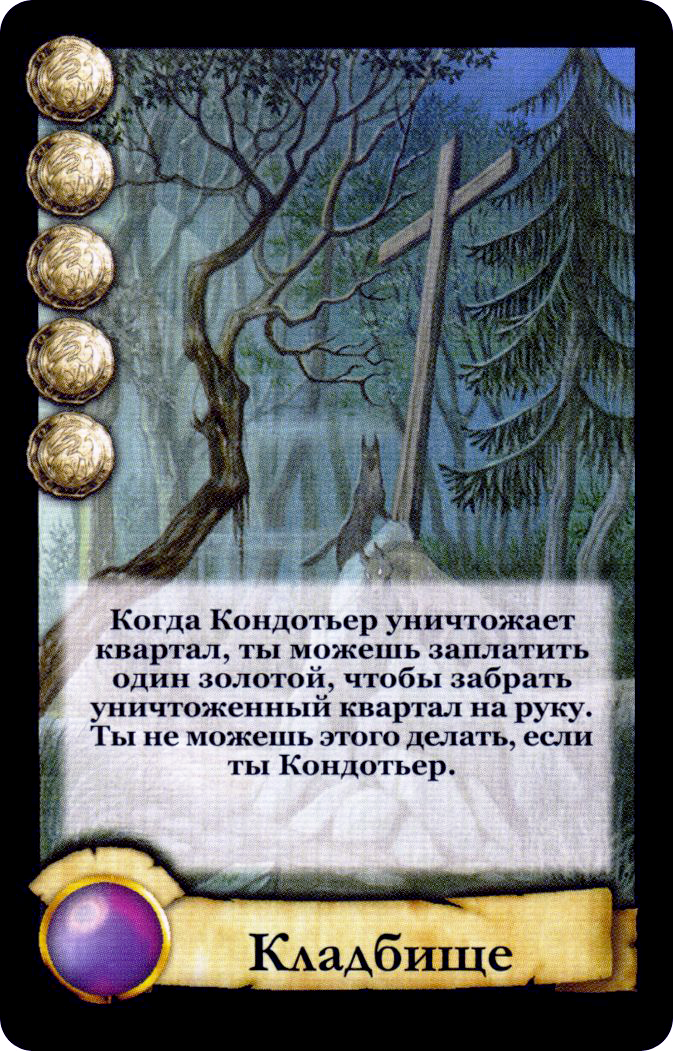 Когда Кондотьер уничтожает
квартал, ты можешь заплатить
один золотой, чтобы забрать
уничтоженный квартал на руку.
Ты не можешь этого делать, если
ты Кондотьер.
Кладбище